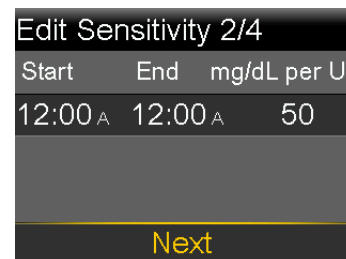 Edit Sensitivity 2/4
Start End mg/dL per U
12:00 A 12:00 A 50
Next